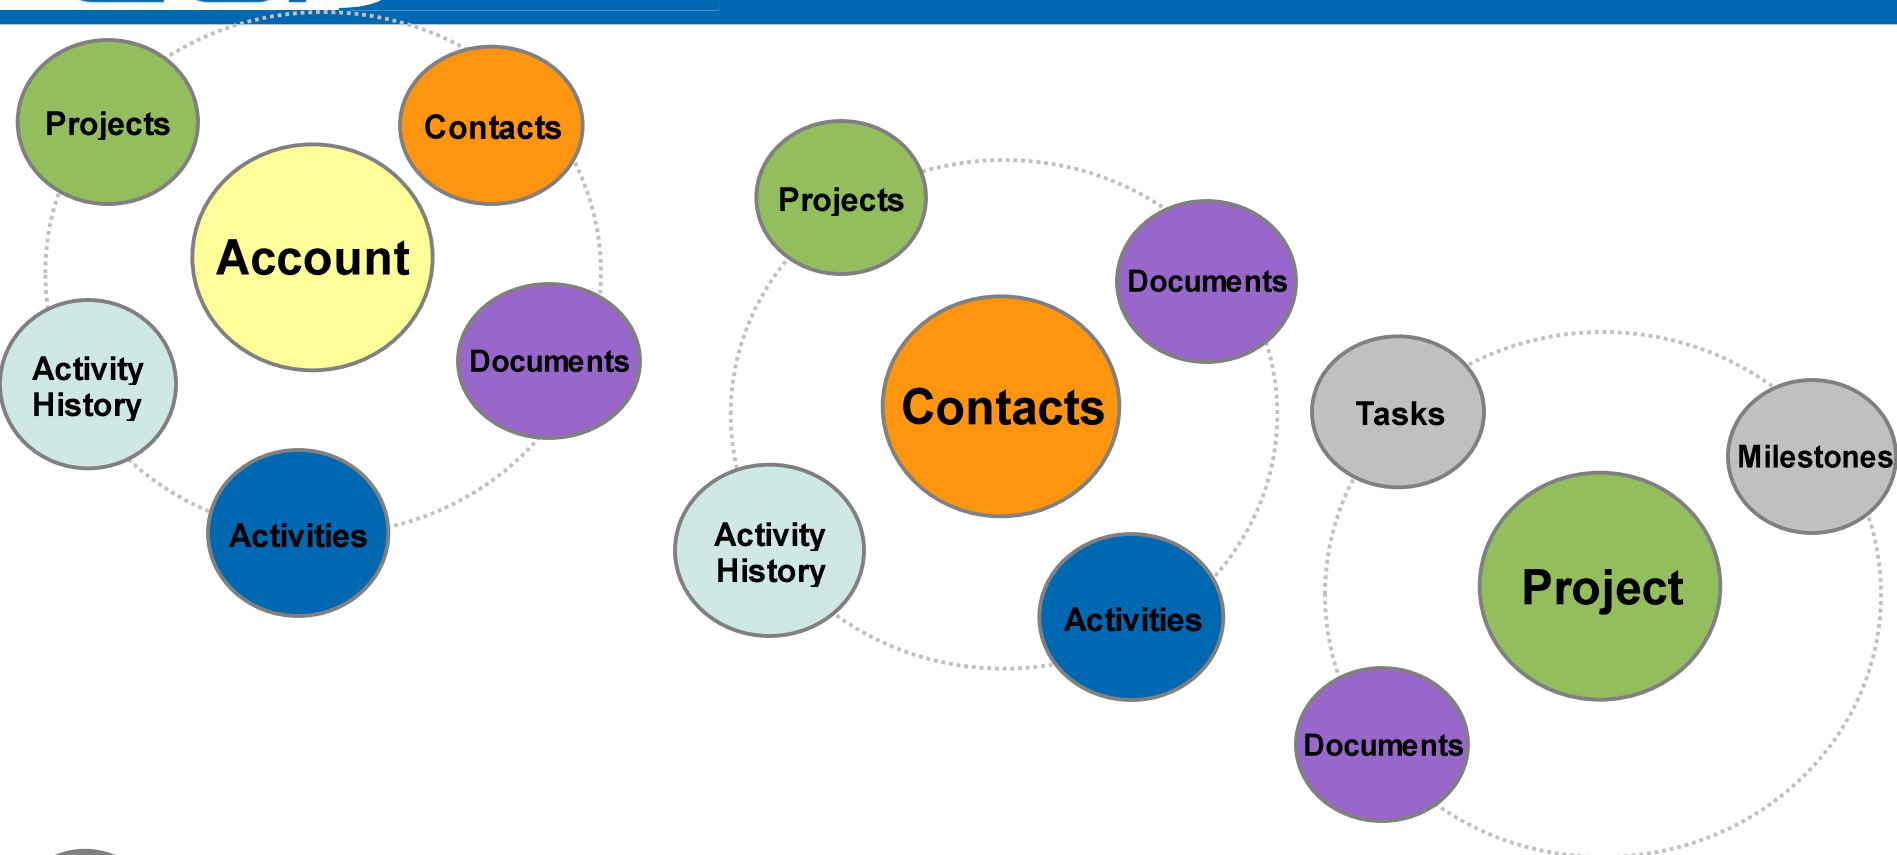 Projects
Contacts
Account
Activity
History
Documents
Activities
Projects
Documents
Contacts
Activity
History
Activities
Tasks
Milestones
Project
Documents